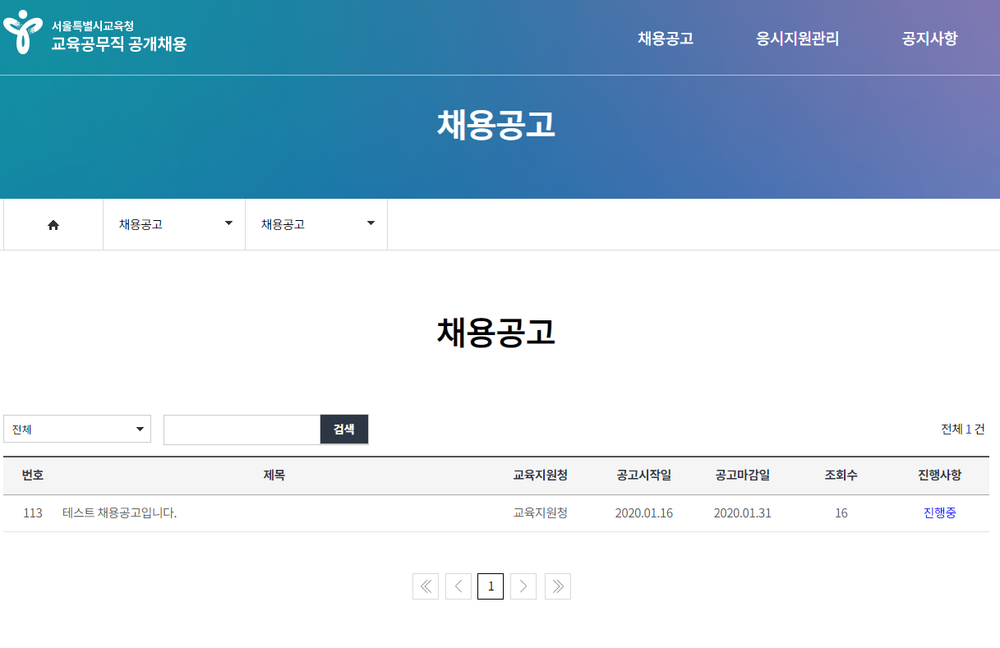 서울특별시교육청
교육공무직 공개채용
채용공고 응시지원관리 공지사항
채용공고
채용공고 채용공고
채용공고
전체 검색 전체 1 건
번호 제목 교육지원청 공고시작일 공고마감일 조회수 진행사항
113 테스트 채용공고입니다. 교육지원청 2020.01.16 2020.01.31 16 진행중
1